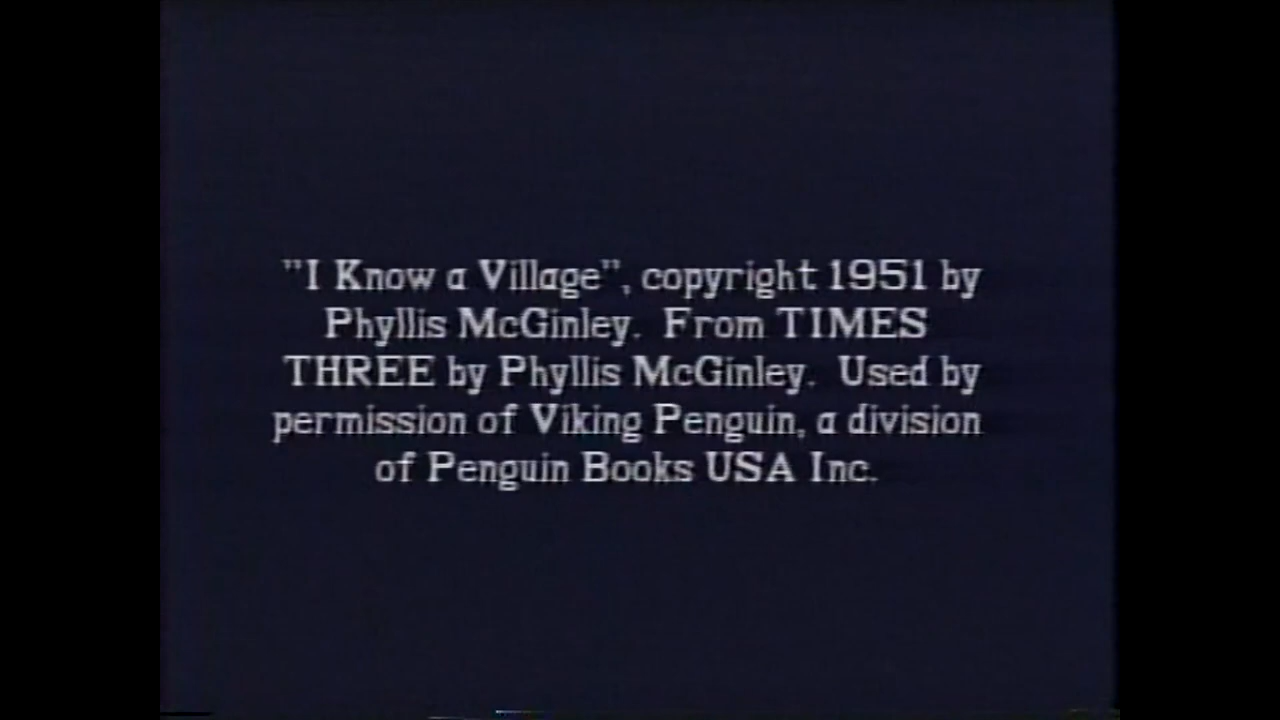 "I Know a Village", copyright 1951 by
Phyllis McGinley. From TIMES
THREE by Phyllis McGinley. Used by
permission of Viking Penguin, a division
of Penguin Books USA Inc.